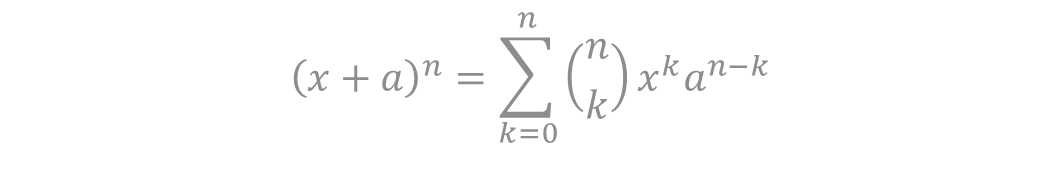 (x + a)^n = \sum_{k=0}^{n} \binom{n}{k} x^k a^{n-k}